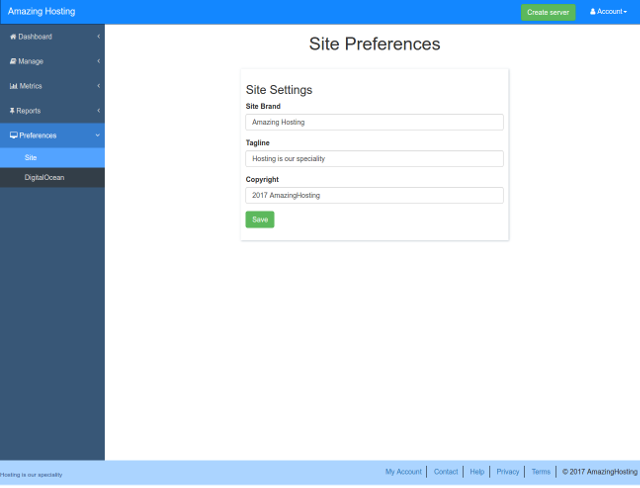 Amazing Hosting
Create server
Account
Dashboard
Manage
Metrics
Reports
Preferences
Site
DigitalOcean
Site Preferences
Site Settings
Site Brand
Amazing Hosting
Tagline
Hosting is our speciality
Copyright
2017 AmazingHosting
Save
Hosting is our speciality
My Account | Contact | Help | Privacy | Terms | © 2017 AmazingHosting